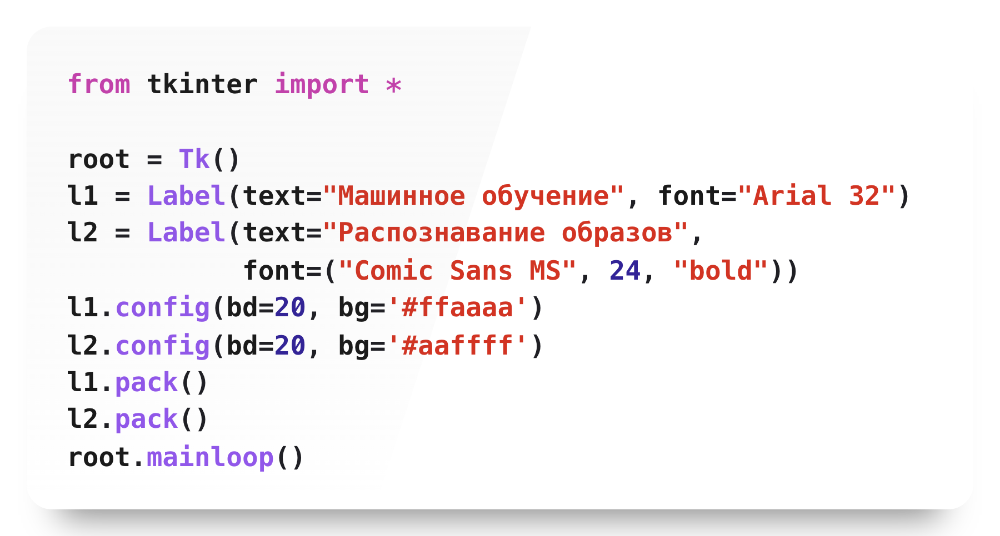 from tkinter import *
root = Tk()
l1 = Label(text="Машинное обучение", font="Arial 32")
l2 = Label(text="Распознавание образов",
font=("Comic Sans MS", 24, "bold"))
l1.config(bd=20, bg='#ffaaaa')
l2.config(bd=20, bg='#aaffff')
l1.pack()
l2.pack()
root.mainloop()